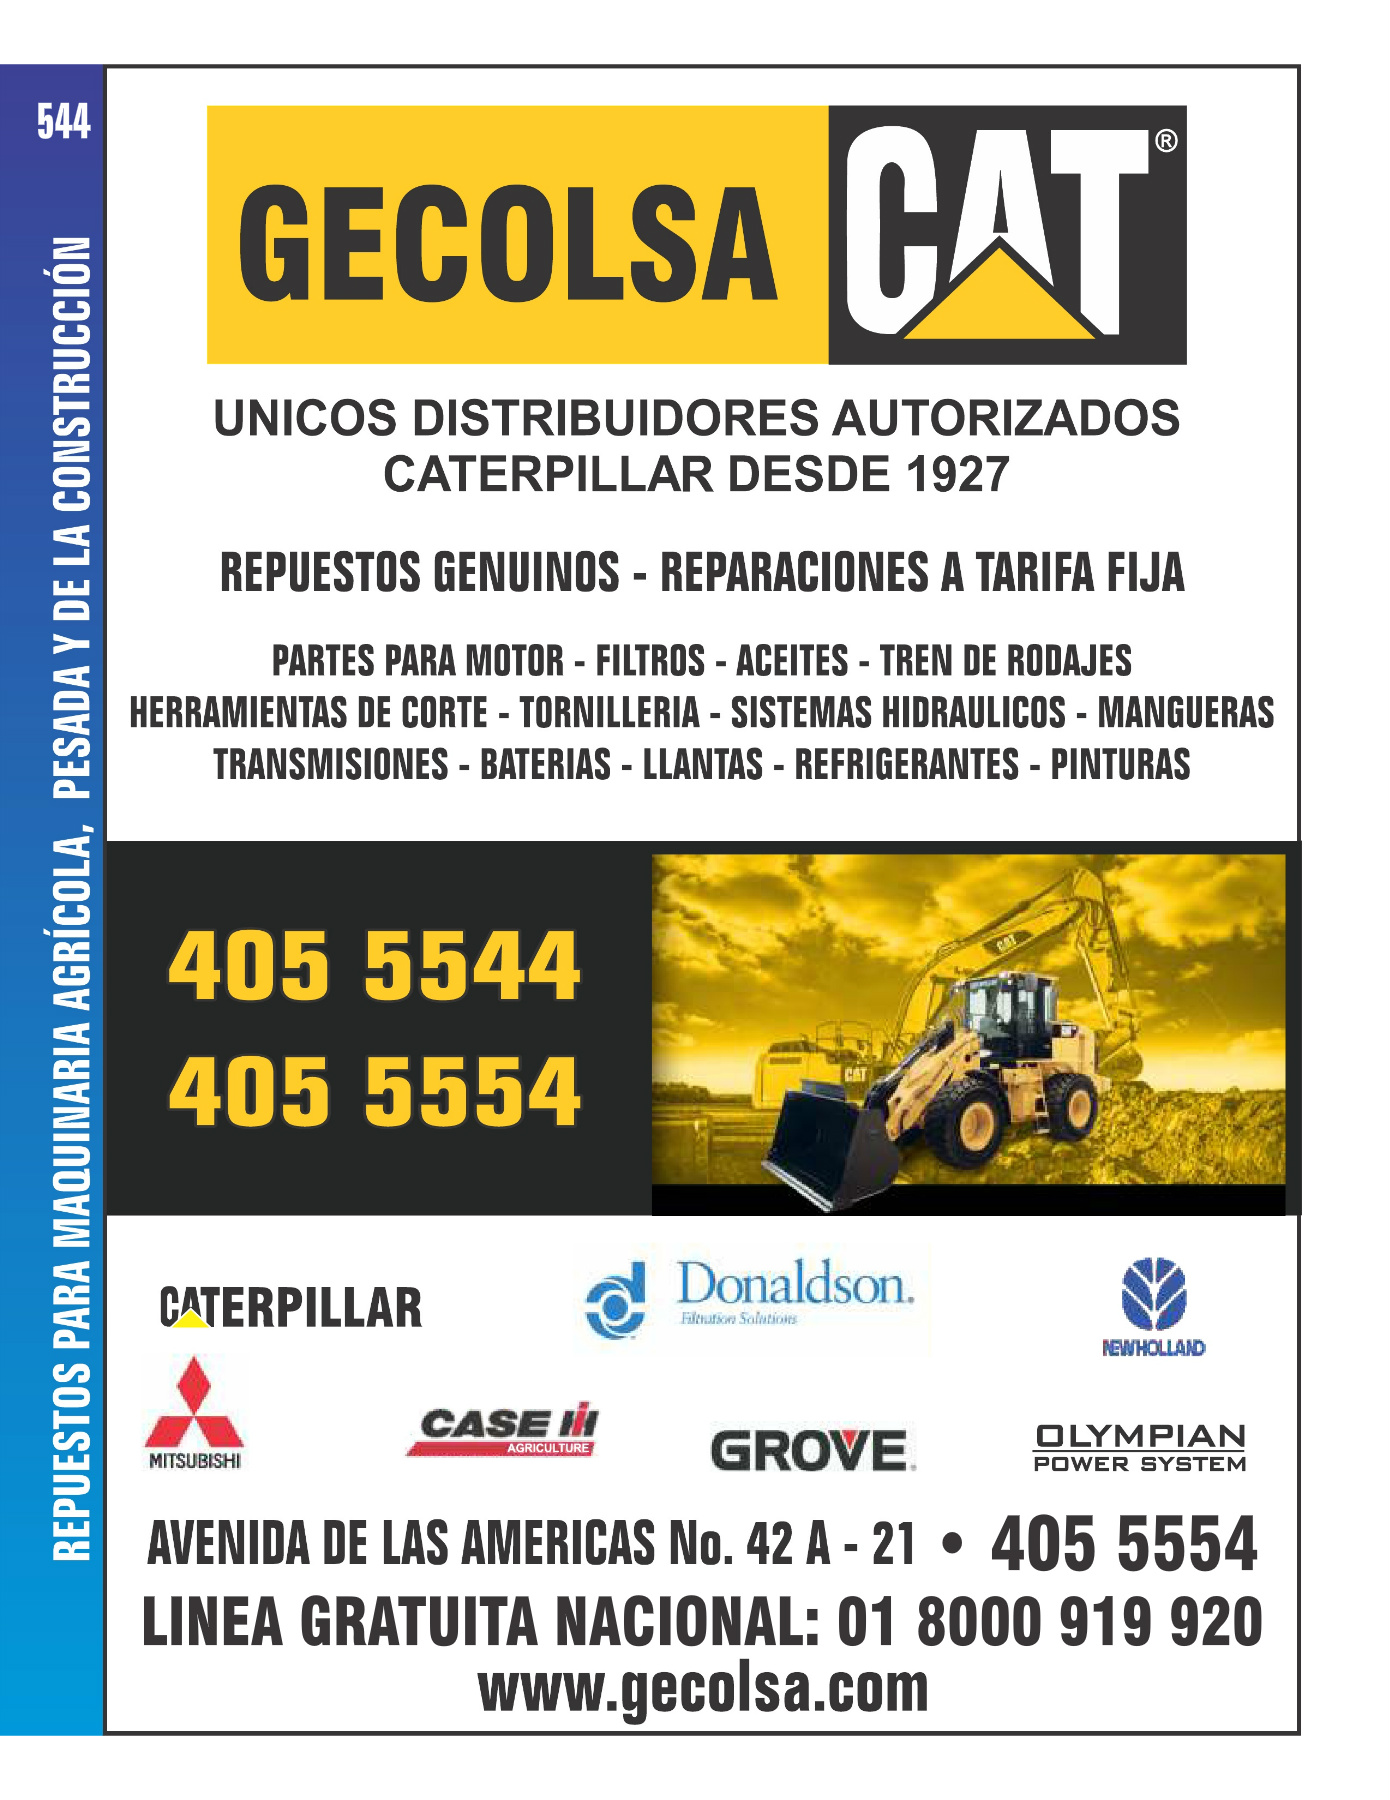 544
REPUESTOS PARA MAQUINARIA AGRÍCOLA, PESADA Y DE LA CONSTRUCCIÓN
GECOLSA CAT®
UNICOS DISTRIBUIDORES AUTORIZADOS
CATERPILLAR DESDE 1927
REPUESTOS GENUINOS - REPARACIONES A TARIFA FIJA
PARTES PARA MOTOR - FILTROS - ACEITES - TREN DE RODAJES
HERRAMIENTAS DE CORTE - TORNILLERIA - SISTEMAS HIDRAULICOS - MANGUERAS
TRANSMISIONES - BATERIAS - LLANTAS - REFRIGERANTES - PINTURAS
405 5544
405 5554
CAT
CAT
CATERPILLAR
Donaldson.
Filtration Solutions
NEW HOLLAND
MITSUBISHI
CASE IH
AGRICULTURE
GROVE
OLYMPIAN
POWER SYSTEM
AVENIDA DE LAS AMERICAS No. 42 A - 21 • 405 5554
LINEA GRATUITA NACIONAL: 01 8000 919 920
www.gecolsa.com